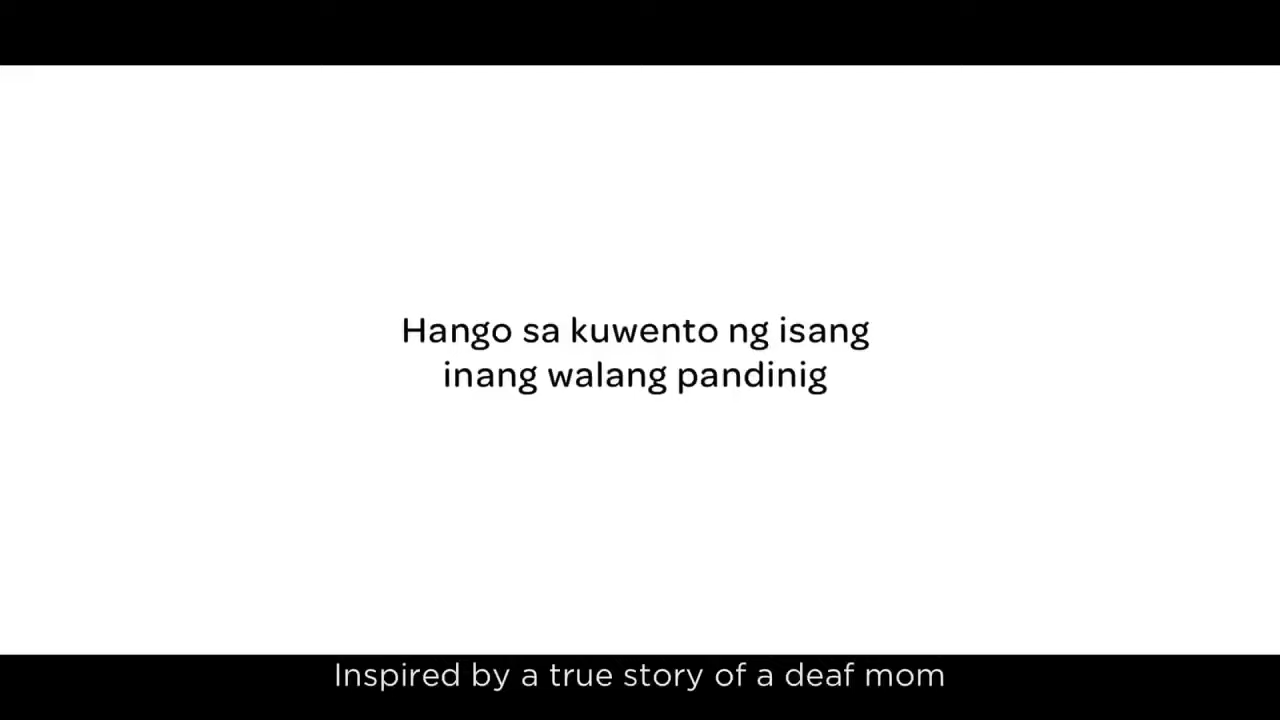 Hango sa kuwento ng isang
inang walang pandinig
Inspired by a true story of a deaf mom